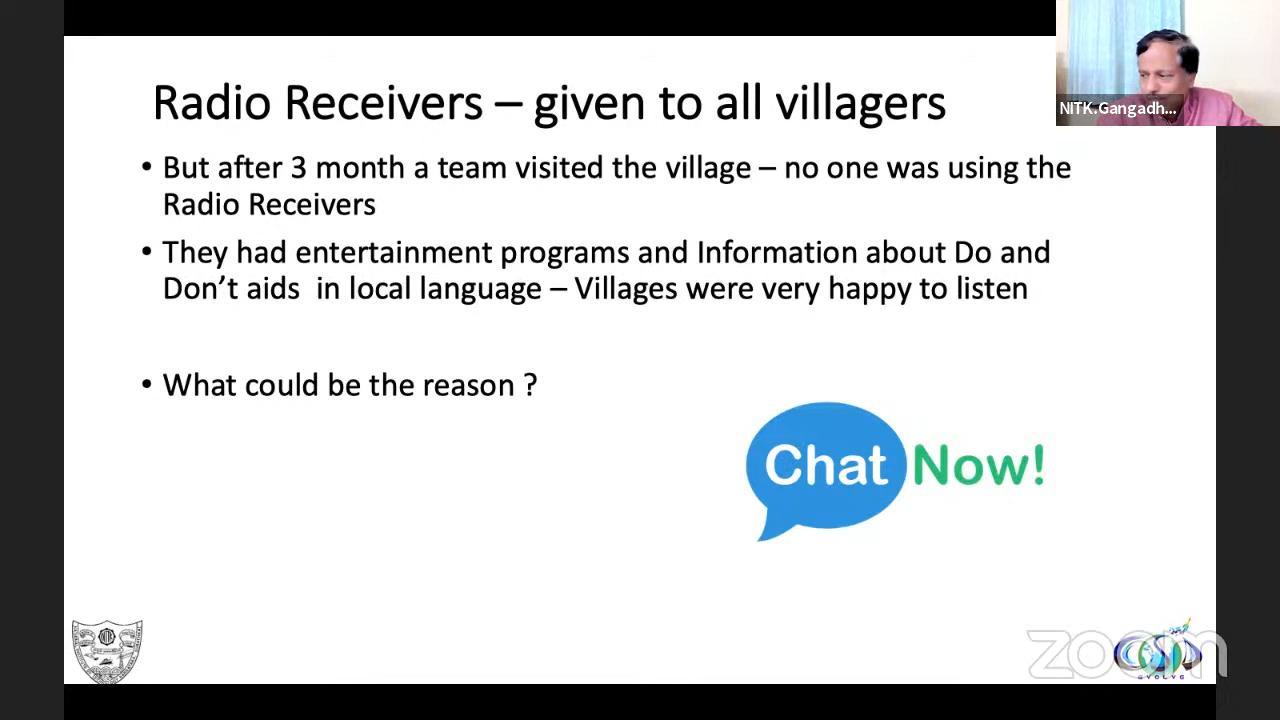 Radio Receivers – given to all villagers
NITK.Gangadh...
• But after 3 month a team visited the village – no one was using the
Radio Receivers
• They had entertainment programs and Information about Do and
Don't aids in local language – Villages were very happy to listen
• What could be the reason ?
Chat Now!
zoom
EVOLVE